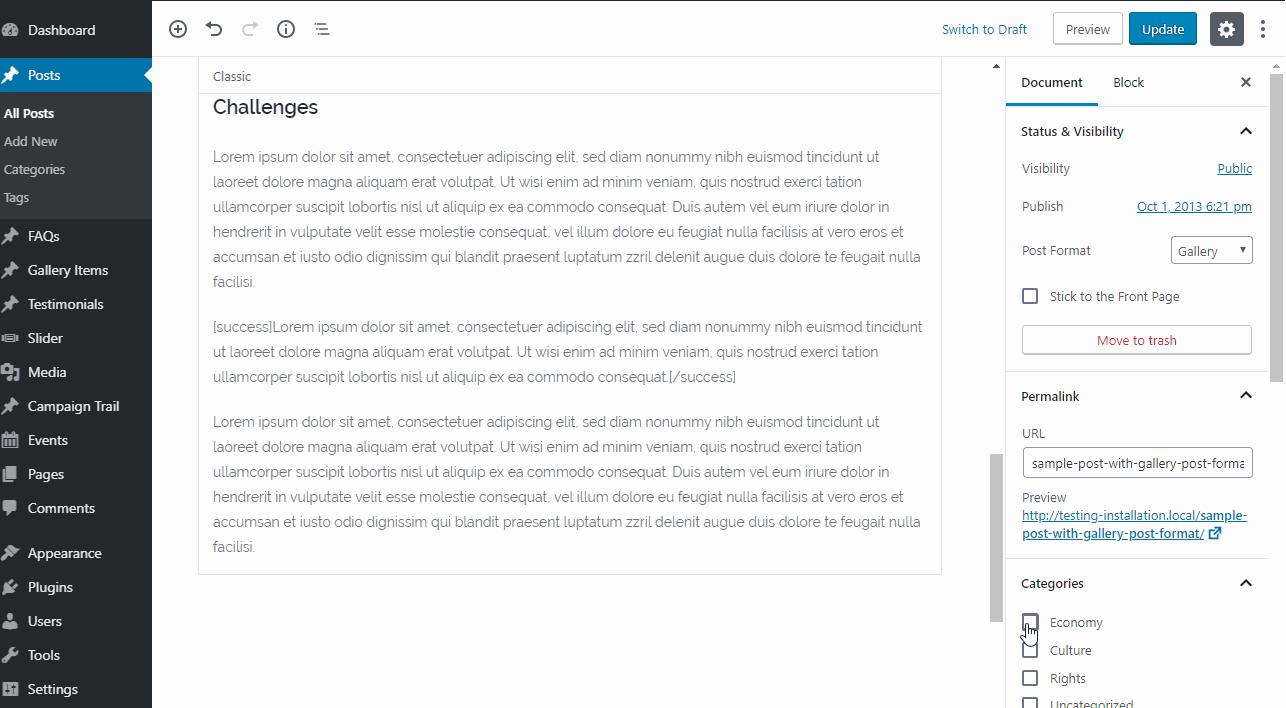 Dashboard
Posts
All Posts
Add New
Categories
Tags
FAQs
Gallery Items
Testimonials
Slider
Media
Campaign Trail
Events
Pages
Comments
Appearance
Plugins
Users
Tools
Settings
Switch to Draft
Preview
Update
Classic
Challenges
Lorem ipsum dolor sit amet, consectetuer adipiscing elit, sed diam nonummy nibh euismod tincidunt ut
laoreet dolore magna aliquam erat volutpat. Ut wisi enim ad minim veniam, quis nostrud exerci tation
ullamcorper suscipit lobortis nisl ut aliquip ex ea commodo consequat. Duis autem vel eum iriure dolor in
hendrerit in vulputate velit esse molestie consequat, vel illum dolore eu feugiat nulla facilisis at vero eros et
accumsan et iusto odio dignissim qui blandit praesent luptatum zzril delenit augue duis dolore te feugait nulla
facilisi.
[success]Lorem ipsum dolor sit amet, consectetuer adipiscing elit, sed diam nonummy nibh euismod tincidunt
ut laoreet dolore magna aliquam erat volutpat. Ut wisi enim ad minim veniam, quis nostrud exerci tation
ullamcorper suscipit lobortis nisl ut aliquip ex ea commodo consequat.[/success]
Lorem ipsum dolor sit amet, consectetuer adipiscing elit, sed diam nonummy nibh euismod tincidunt ut
laoreet dolore magna aliquam erat volutpat. Ut wisi enim ad minim veniam, quis nostrud exerci tation
ullamcorper suscipit lobortis nisl ut aliquip ex ea commodo consequat. Duis autem vel eum iriure dolor in
hendrerit in vulputate velit esse molestie consequat, vel illum dolore eu feugiat nulla facilisis at vero eros et
accumsan et iusto odio dignissim qui blandit praesent luptatum zzril delenit augue duis dolore te feugait nulla
facilisi.
Document Block
Status & Visibility
Visibility Public
Publish Oct 1, 2013 6:21 pm
Post Format Gallery
Stick to the Front Page
Move to trash
Permalink
URL
sample-post-with-gallery-post-forma
Preview
http://testing-installation.local/sample-
post-with-gallery-post-format/
Categories
Economy
Culture
Rights
Uncategorized